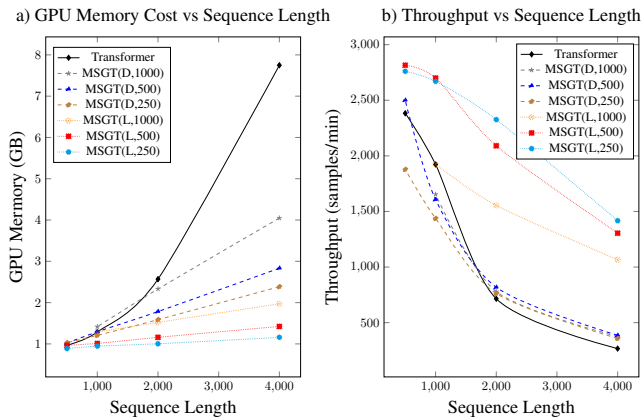 a) GPU Memory Cost vs Sequence Length
8
7
6
5
4
3
2
1
1,000
2,000
3,000
4,000
GPU Memory (GB)
Sequence Length
Transformer
MSGT(D,1000)
MSGT(D,500)
MSGT(D,250)
MSGT(L,1000)
MSGT(L,500)
MSGT(L,250)
b) Throughput vs Sequence Length
3,000
2,500
2,000
1,500
1,000
500
1,000
2,000
3,000
4,000
Throughput (samples/min)
Sequence Length
Transformer
MSGT(D,1000)
MSGT(D,500)
MSGT(D,250)
MSGT(L,1000)
MSGT(L,500)
MSGT(L,250)